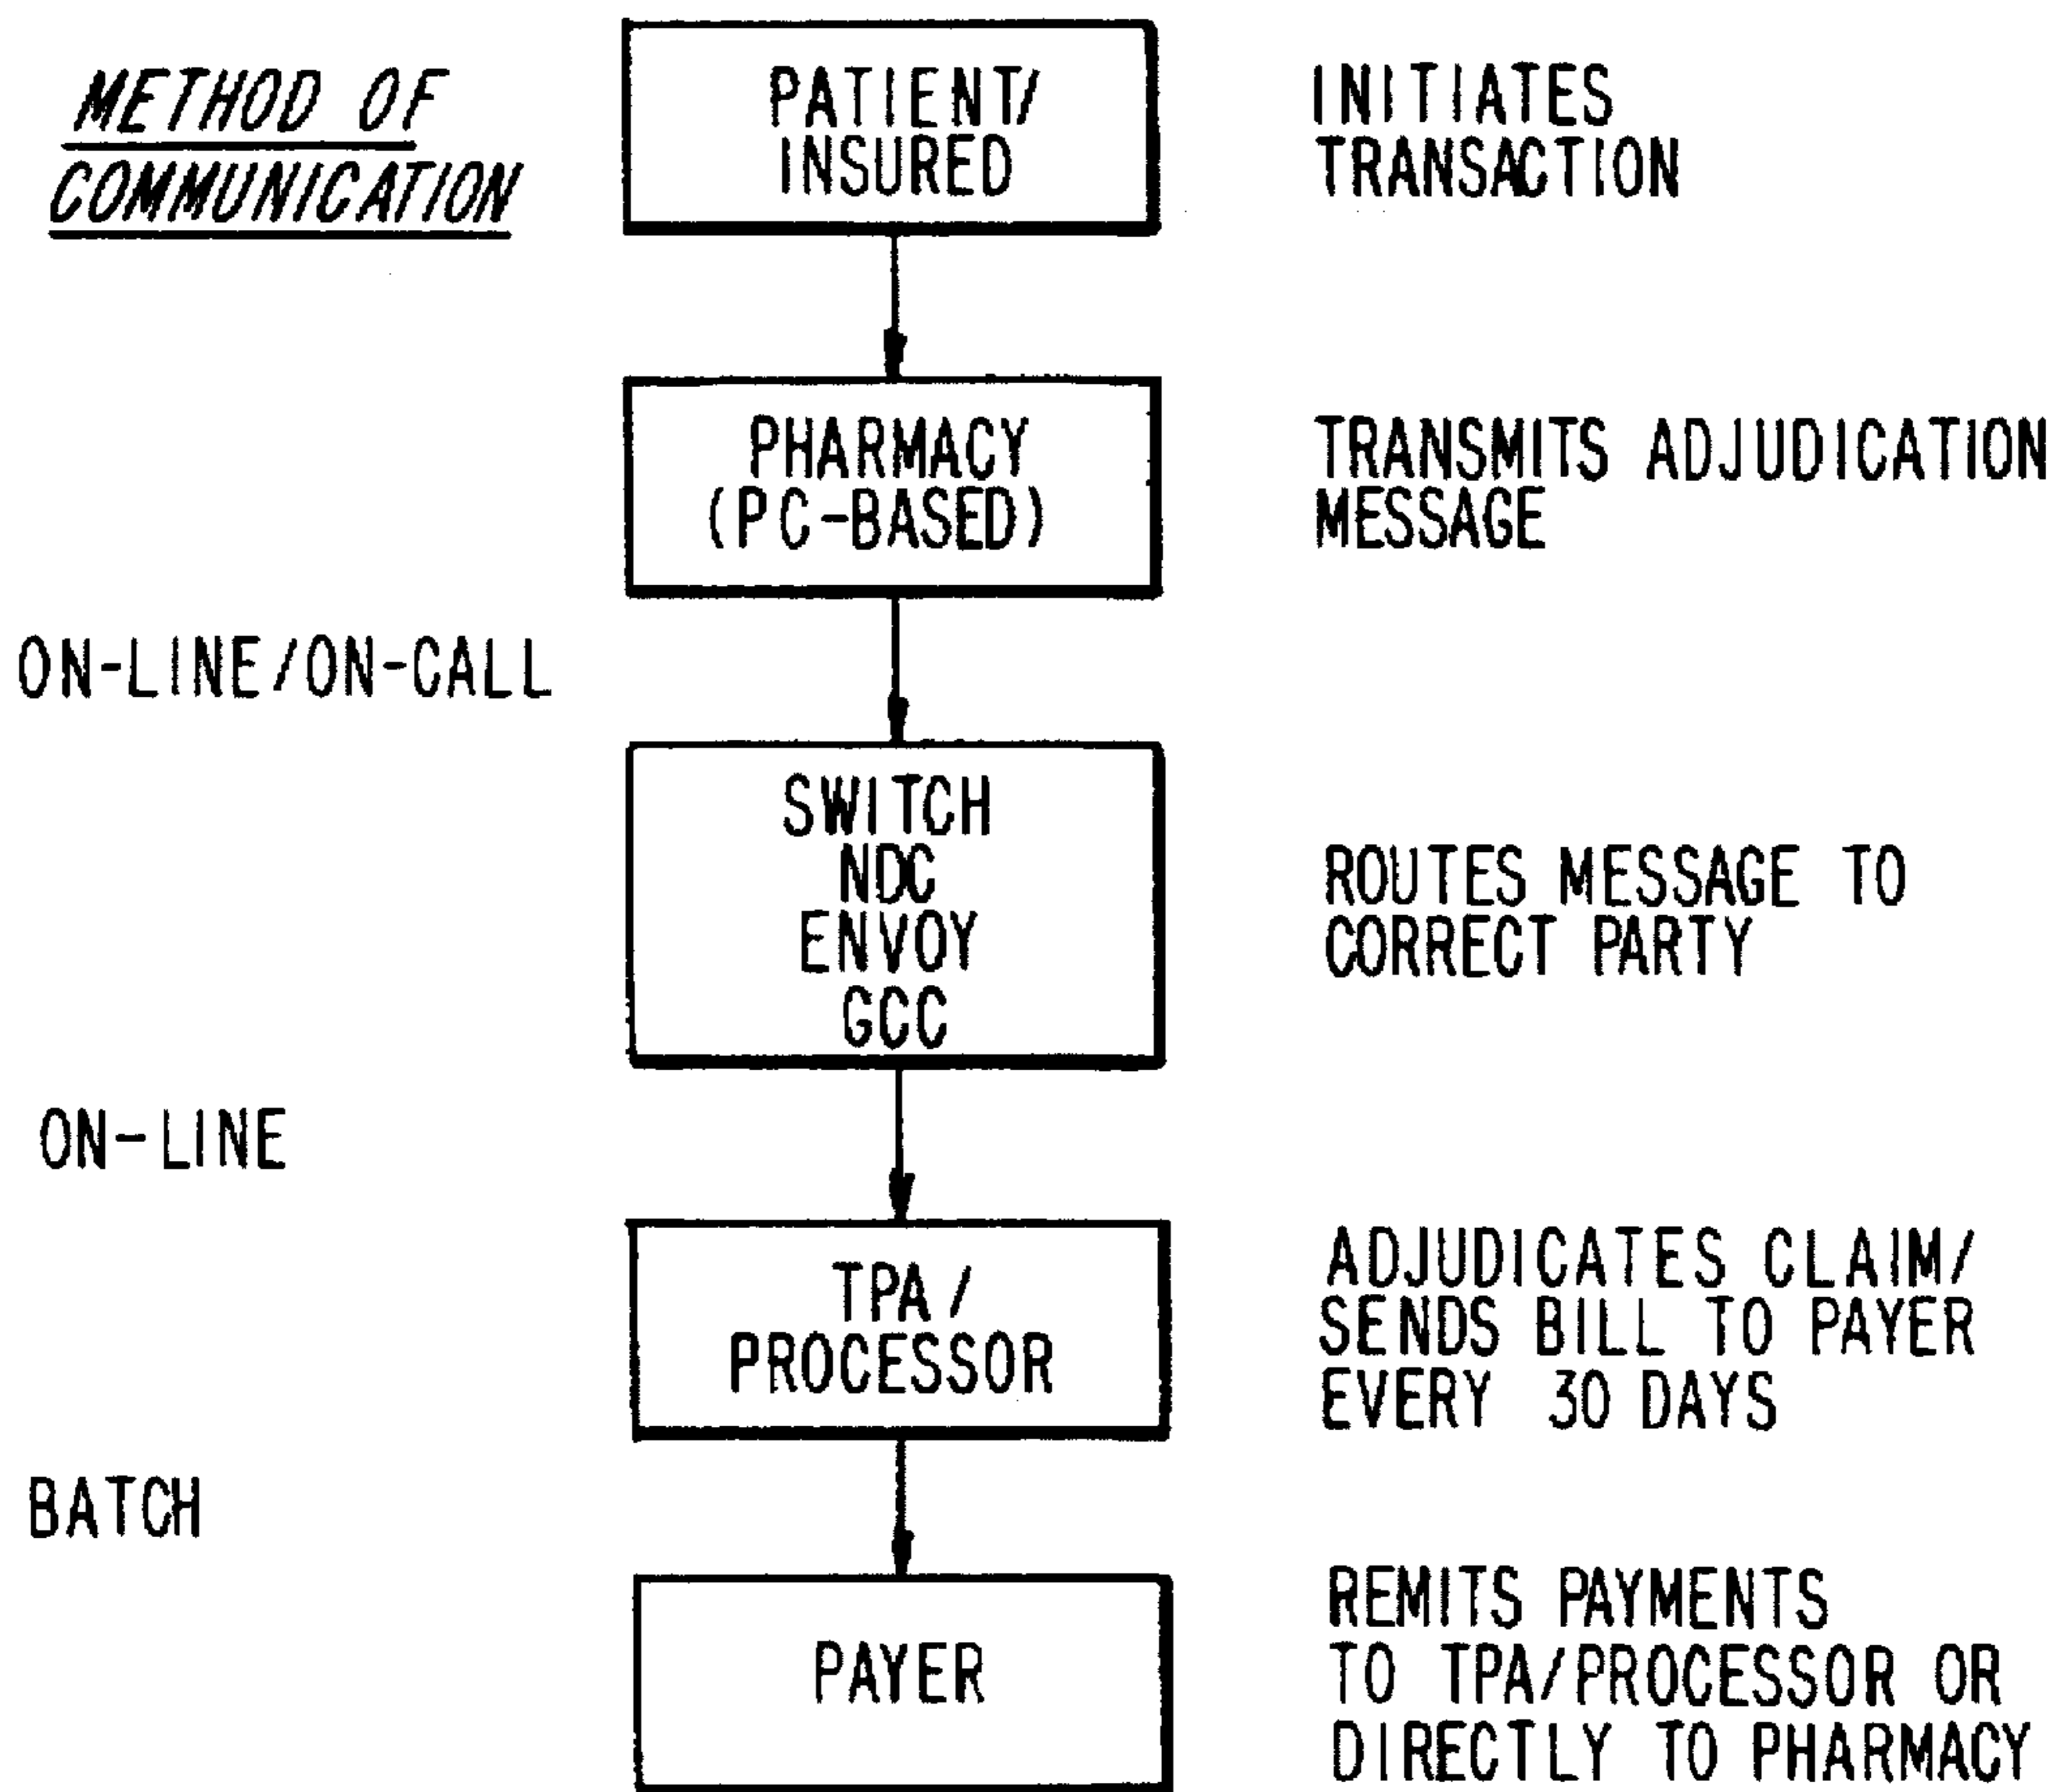 METHOD OF
COMMUNICATION
PATIENT/
INSURED
INITIATES
TRANSACTION
PHARMACY
(PC-BASED)
TRANSMITS ADJUDICATION
MESSAGE
ON-LINE/ON-CALL
SWITCH
NDC
ENVOY
GCC
ROUTES MESSAGE TO
CORRECT PARTY
ON-LINE
TPA/
PROCESSOR
ADJUDICATES CLAIM/
SENDS BILL TO PAYER
EVERY 30 DAYS
BATCH
PAYER
REMITS PAYMENTS
TO TPA/PROCESSOR OR
DIRECTLY TO PHARMACY